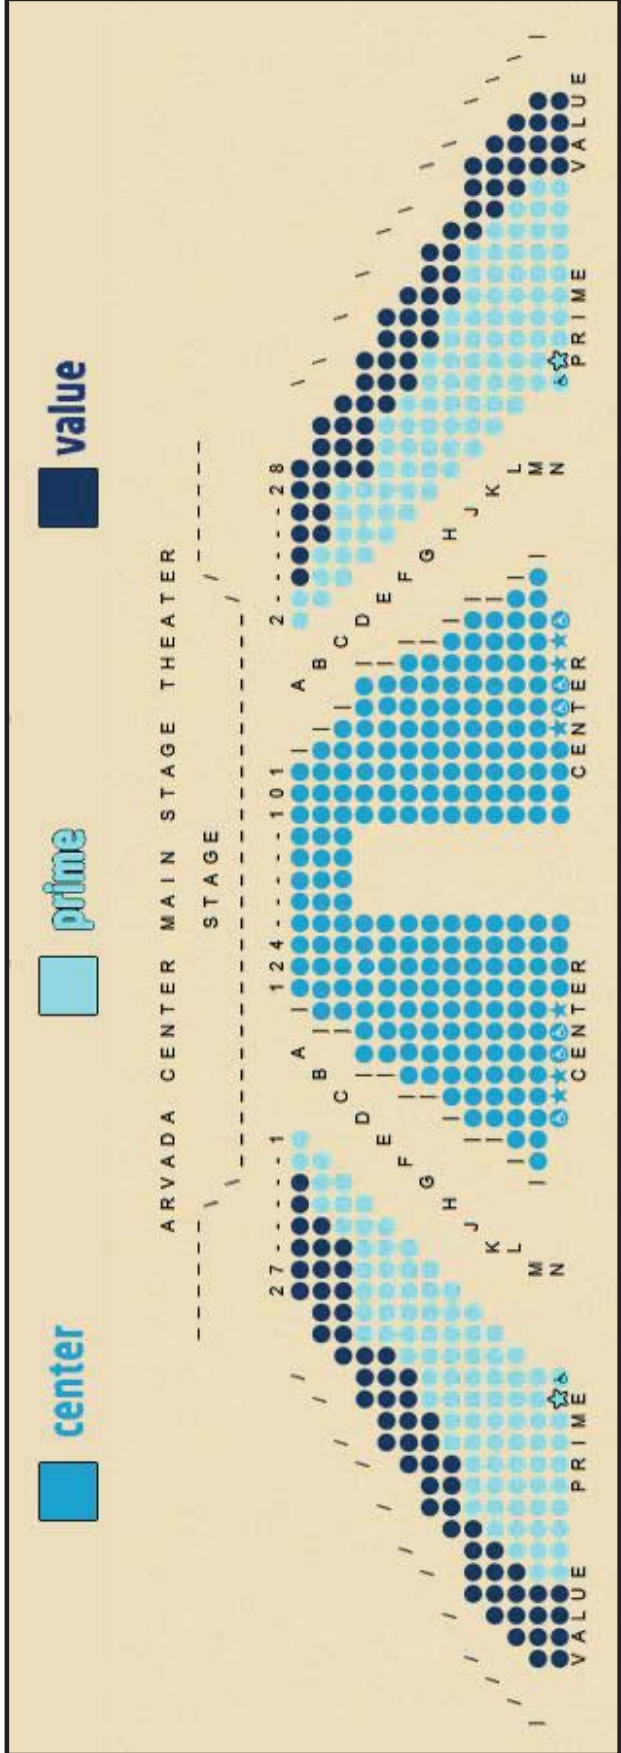 center prime value
ARVADA CENTER MAIN STAGE THEATER
STAGE
27-----1 124-----101 2-----28
A A
B B
C C
D D
E E
F F
G G
H H
J J
K K
L L
M M
N N
VALUE PRIME CENTER CENTER PRIME VALUE